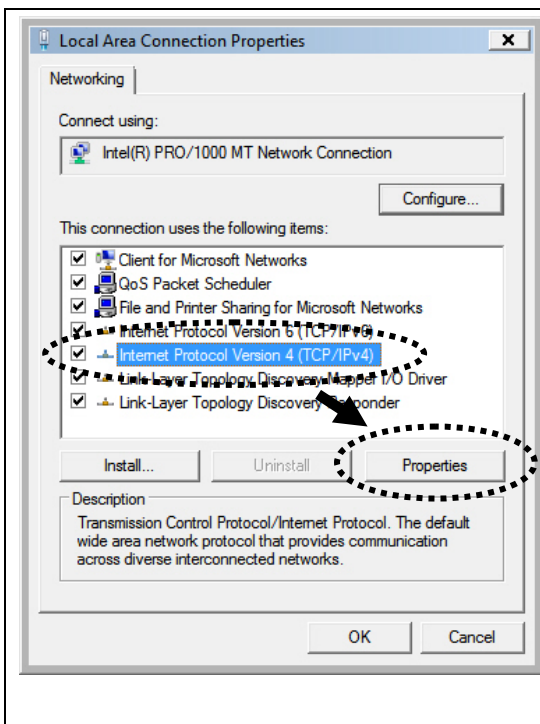 Local Area Connection Properties
Networking
Connect using:
Intel(R) PRO/1000 MT Network Connection
Configure...
This connection uses the following items:
Client for Microsoft Networks
QoS Packet Scheduler
File and Printer Sharing for Microsoft Networks
Internet Protocol Version 6 (TCP/IPv6)
Internet Protocol Version 4 (TCP/IPv4)
Link-Layer Topology Discovery Mapper I/O Driver
Link-Layer Topology Discovery Responder
Install... Uninstall Properties
Description
Transmission Control Protocol/Internet Protocol. The default
wide area network protocol that provides communication
across diverse interconnected networks.
OK Cancel